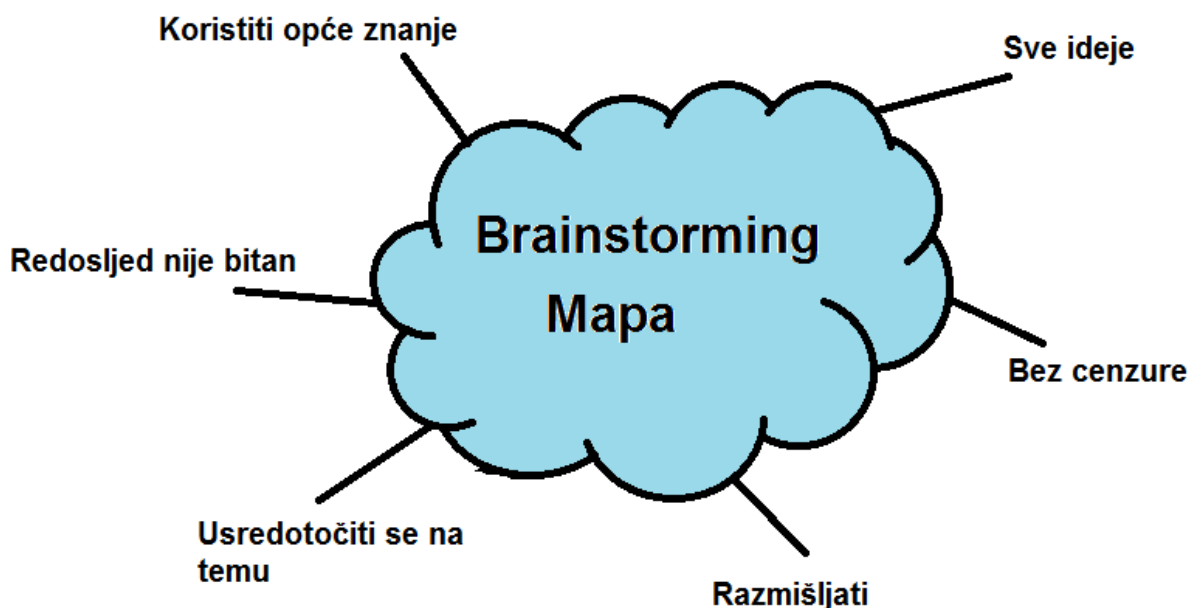 Koristiti opće znanje
Sve ideje
Brainstorming
Mapa
Redosljed nije bitan
Bez cenzure
Usredotočiti se na
temu
Razmišljati